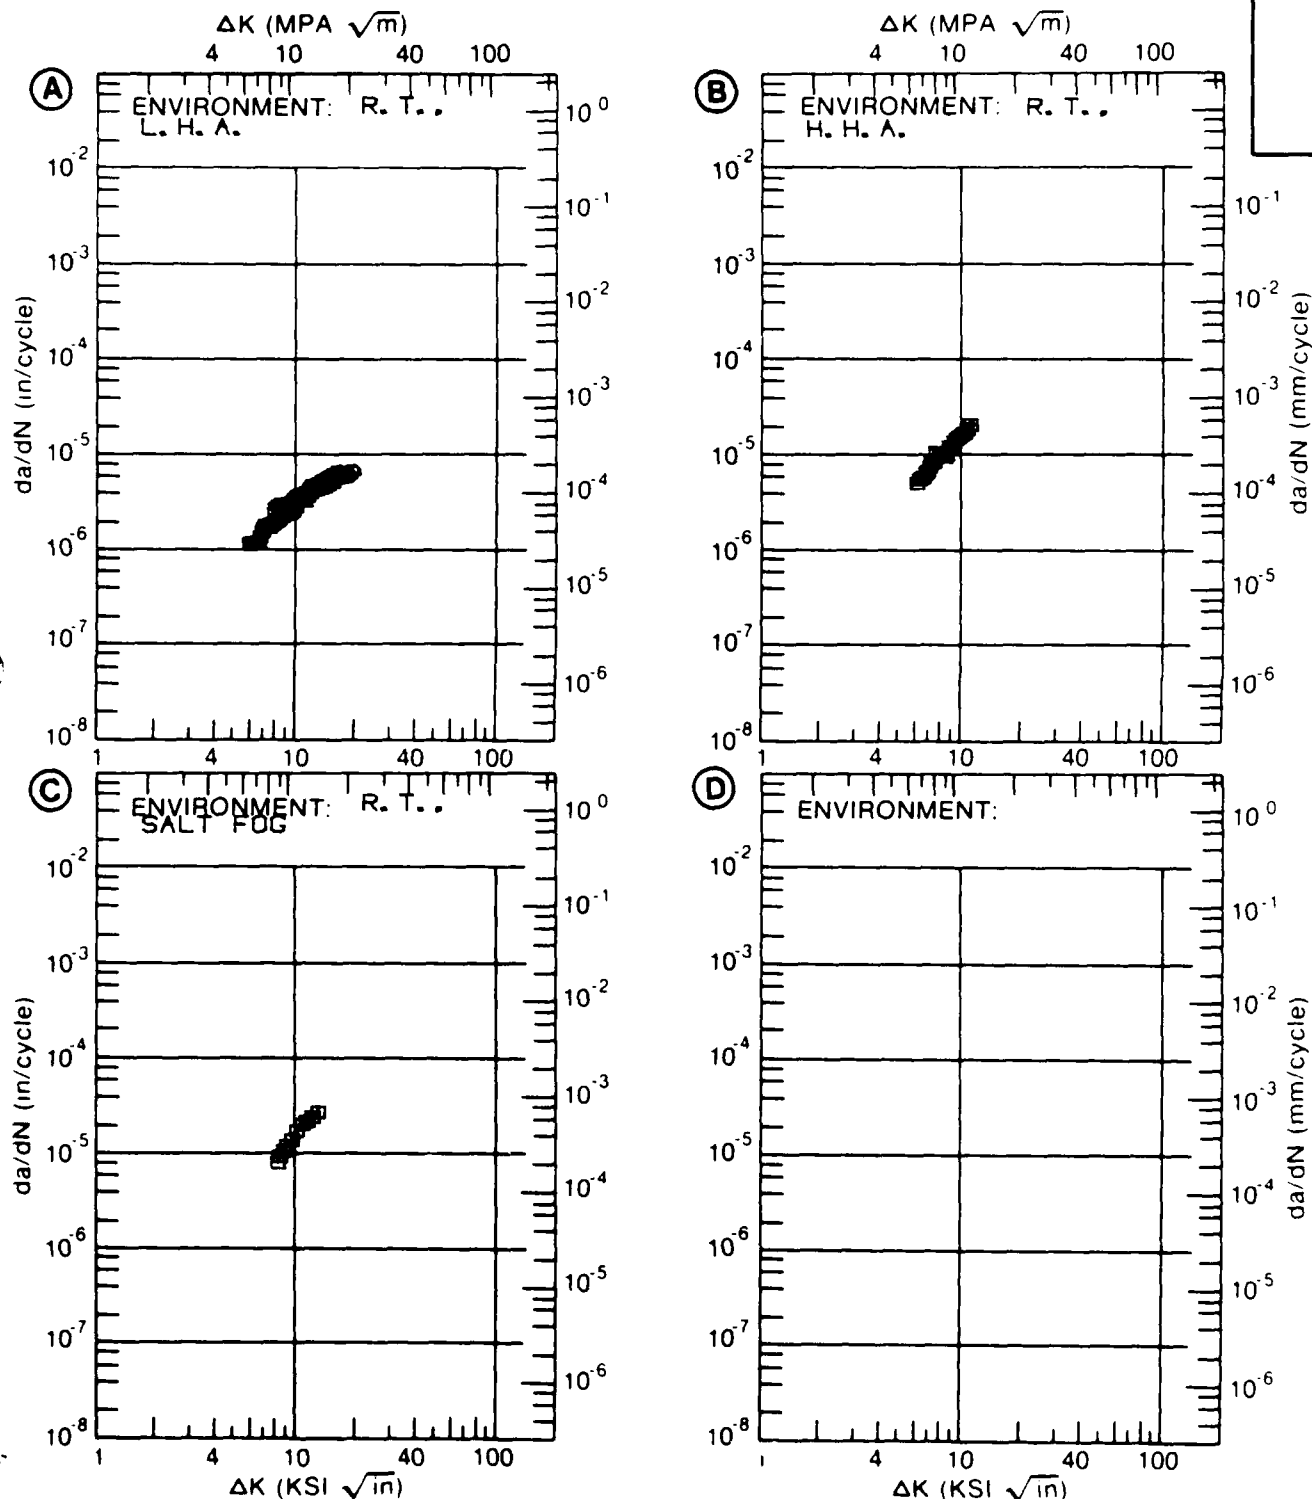 ΔK (MPA √m) ΔK (MPA √m)
4 10 40 100 4 10 40 100
A ENVIRONMENT: R. T.,
L. H. A.
10⁻²
10⁻³
10⁻⁴
10⁻⁵
10⁻⁶
10⁻⁷
10⁻⁸
da/dN (in/cycle)
10⁰
10⁻¹
10⁻²
10⁻³
10⁻⁴
10⁻⁵
10⁻⁶
1 4 10 40 100
B ENVIRONMENT: R. T.,
H. H. A.
10⁻²
10⁻³
10⁻⁴
10⁻⁵
10⁻⁶
10⁻⁷
10⁻⁸
10⁻¹
10⁻²
10⁻³
10⁻⁴
10⁻⁵
10⁻⁶
da/dN (mm/cycle)
1 4 10 40 100
C ENVIRONMENT: R. T.,
SALT FOG
10⁻²
10⁻³
10⁻⁴
10⁻⁵
10⁻⁶
10⁻⁷
10⁻⁸
da/dN (in/cycle)
10⁰
10⁻¹
10⁻²
10⁻³
10⁻⁴
10⁻⁵
10⁻⁶
1 4 10 40 100
ΔK (KSI √in)
D ENVIRONMENT:
10⁻²
10⁻³
10⁻⁴
10⁻⁵
10⁻⁶
10⁻⁷
10⁻⁸
10⁰
10⁻¹
10⁻²
10⁻³
10⁻⁴
10⁻⁵
10⁻⁶
da/dN (mm/cycle)
1 4 10 40 100
ΔK (KSI √in)